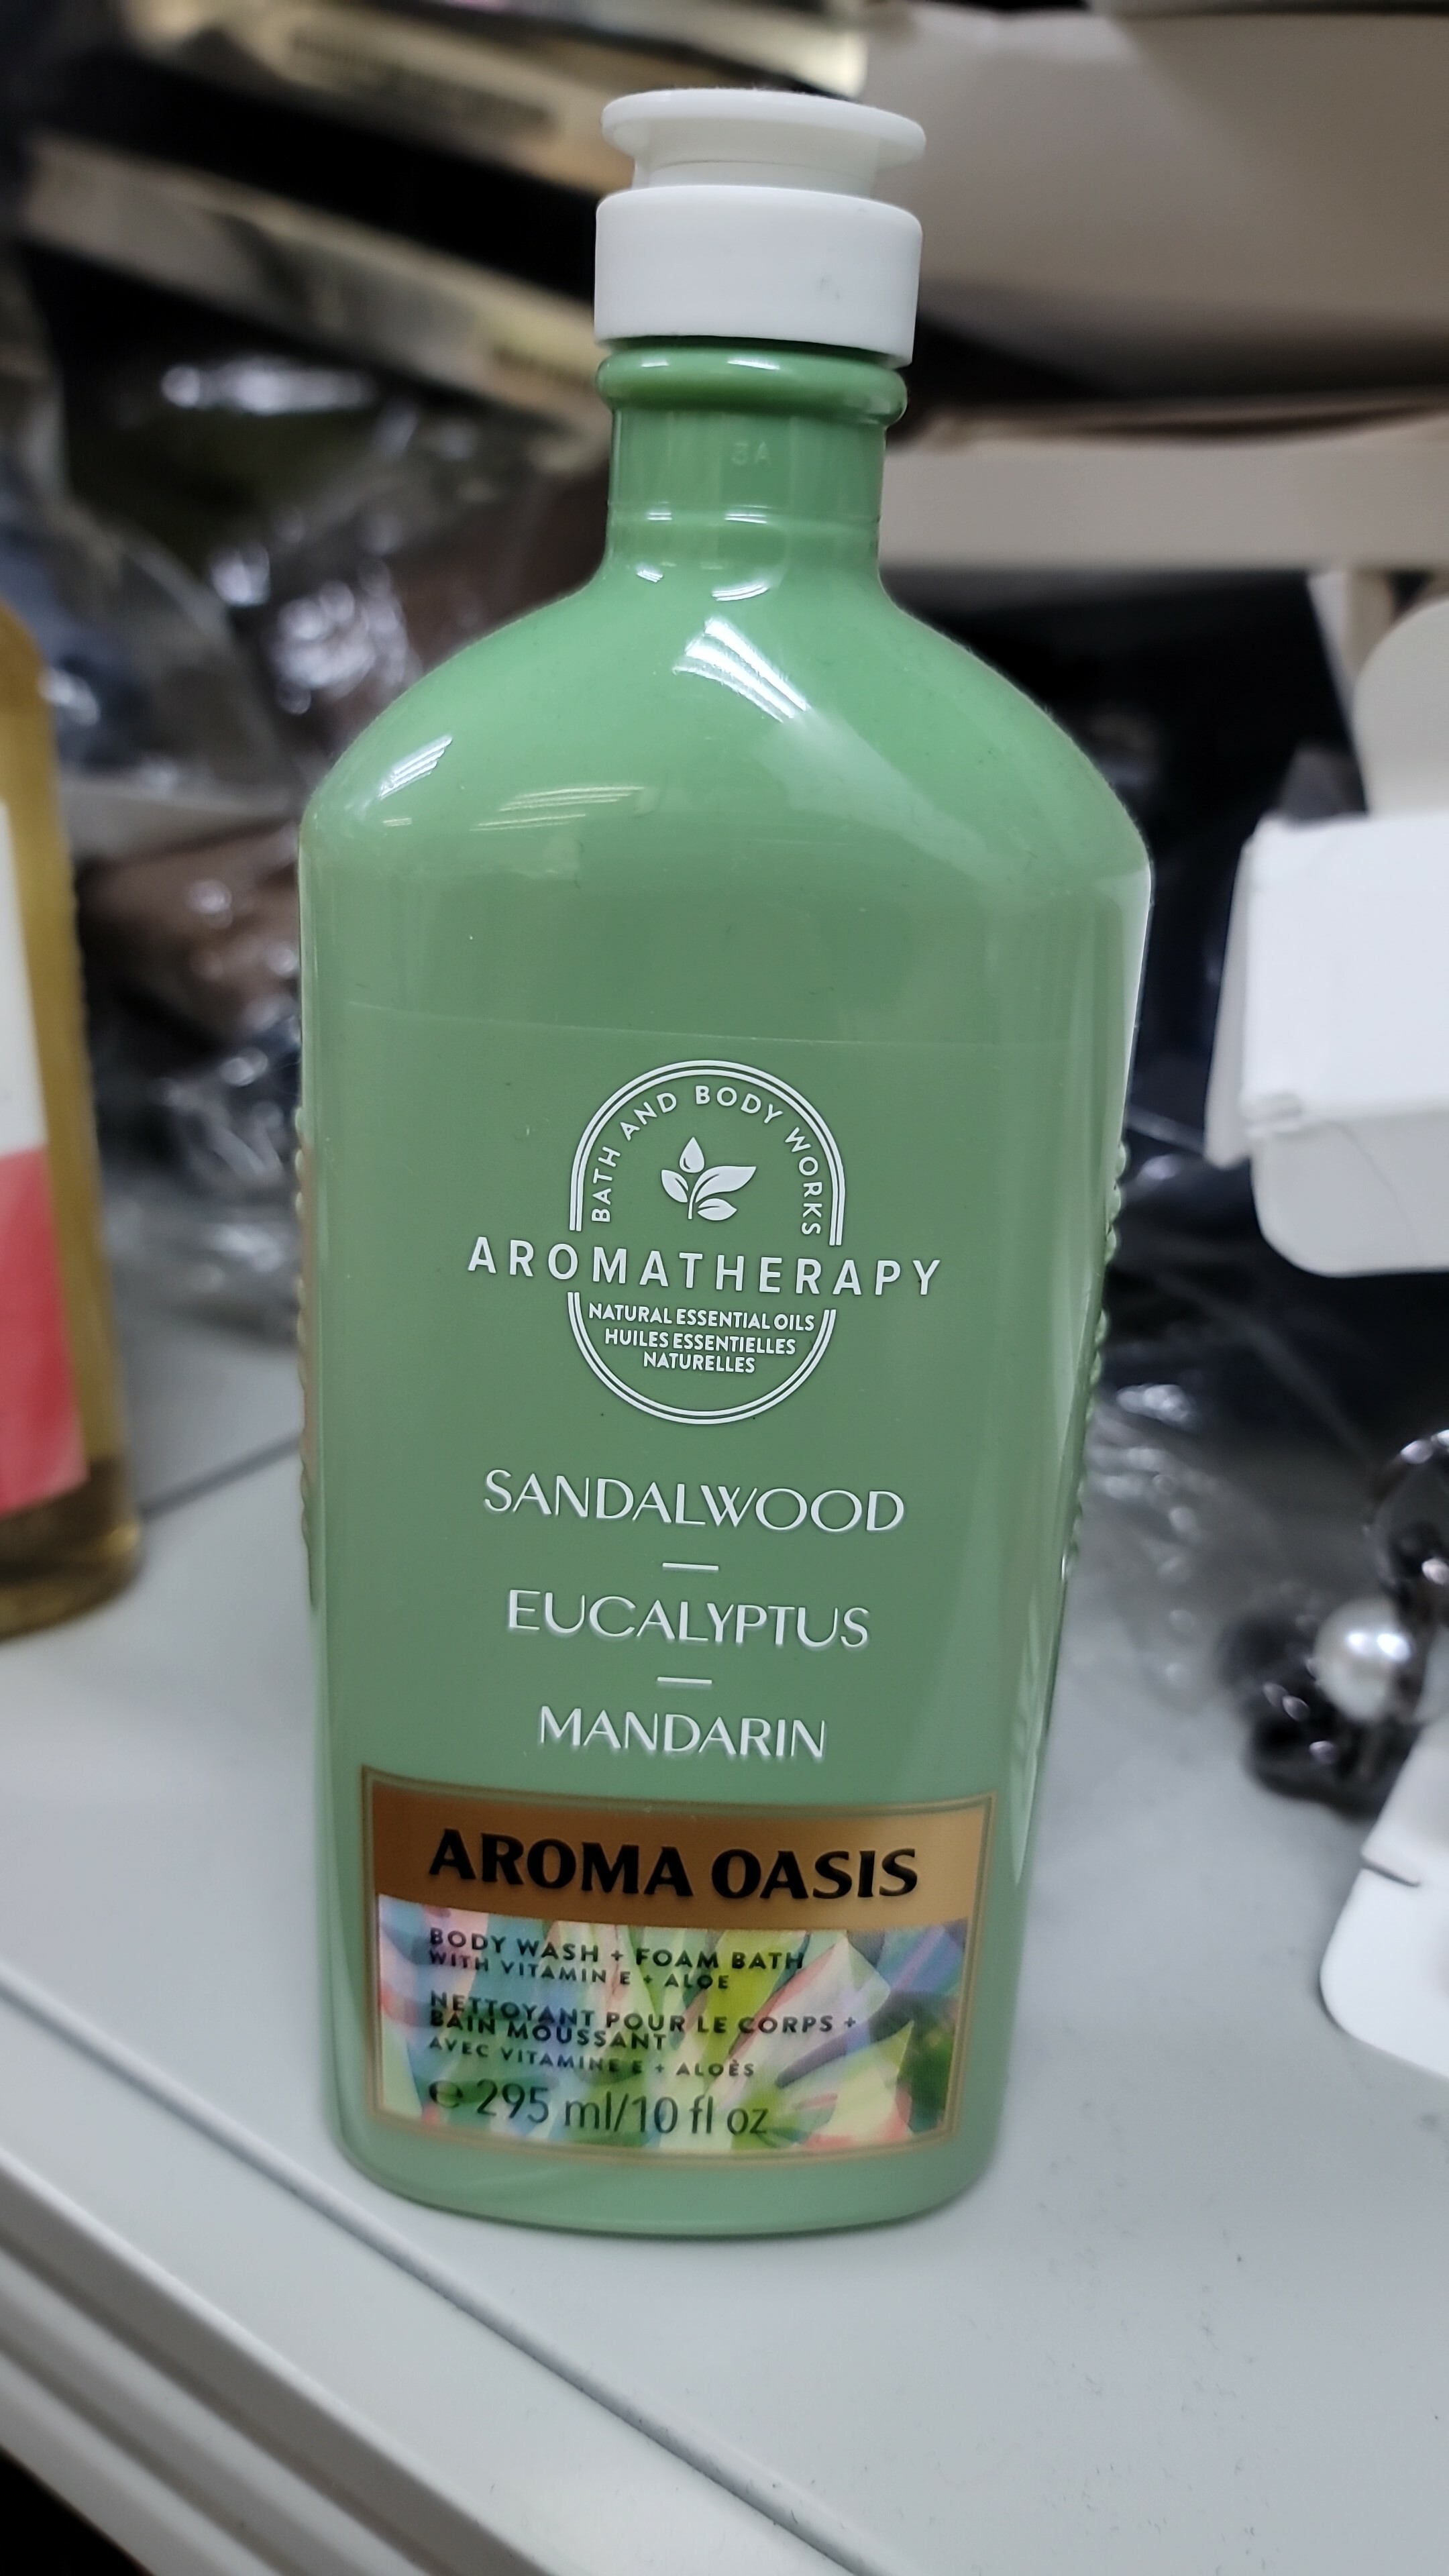 3A
BATH AND BODY WORKS
AROMATHERAPY
NATURAL ESSENTIAL OILS
HUILES ESSENTIELLES
NATURELLES
SANDALWOOD
—
EUCALYPTUS
—
MANDARIN
AROMA OASIS
BODY WASH + FOAM BATH
WITH VITAMIN E + ALOE
NETTOYANT POUR LE CORPS +
BAIN MOUSSANT
AVEC VITAMINE E + ALOÈS
℮ 295 ml/10 fl oz